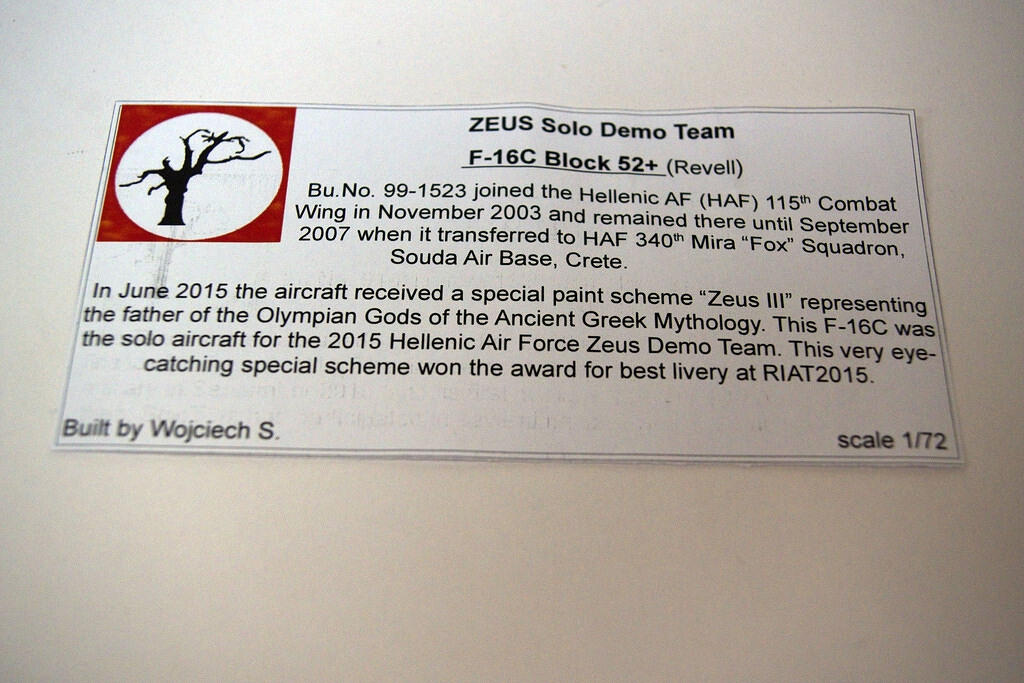 ZEUS Solo Demo Team
F-16C Block 52+ (Revell)
Bu.No. 99-1523 joined the Hellenic AF (HAF) 115th Combat
Wing in November 2003 and remained there until September
2007 when it transferred to HAF 340th Mira “Fox” Squadron,
Souda Air Base, Crete.
In June 2015 the aircraft received a special paint scheme “Zeus III” representing
the father of the Olympian Gods of the Ancient Greek Mythology. This F-16C was
the solo aircraft for the 2015 Hellenic Air Force Zeus Demo Team. This very eye-
catching special scheme won the award for best livery at RIAT2015.
Built by Wojciech S.
scale 1/72